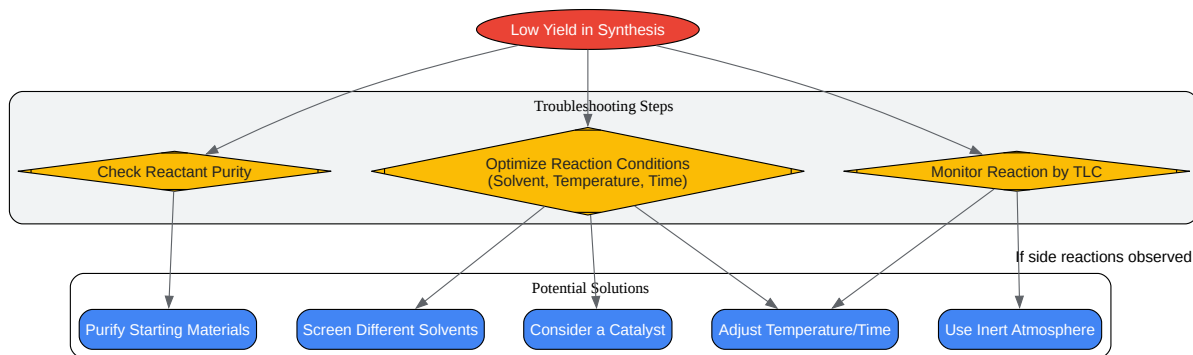 Low Yield in Synthesis
Troubleshooting Steps
Check Reactant Purity
Optimize Reaction Conditions
(Solvent, Temperature, Time)
Monitor Reaction by TLC
If side reactions observed
Potential Solutions
Purify Starting Materials
Screen Different Solvents
Consider a Catalyst
Adjust Temperature/Time
Use Inert Atmosphere